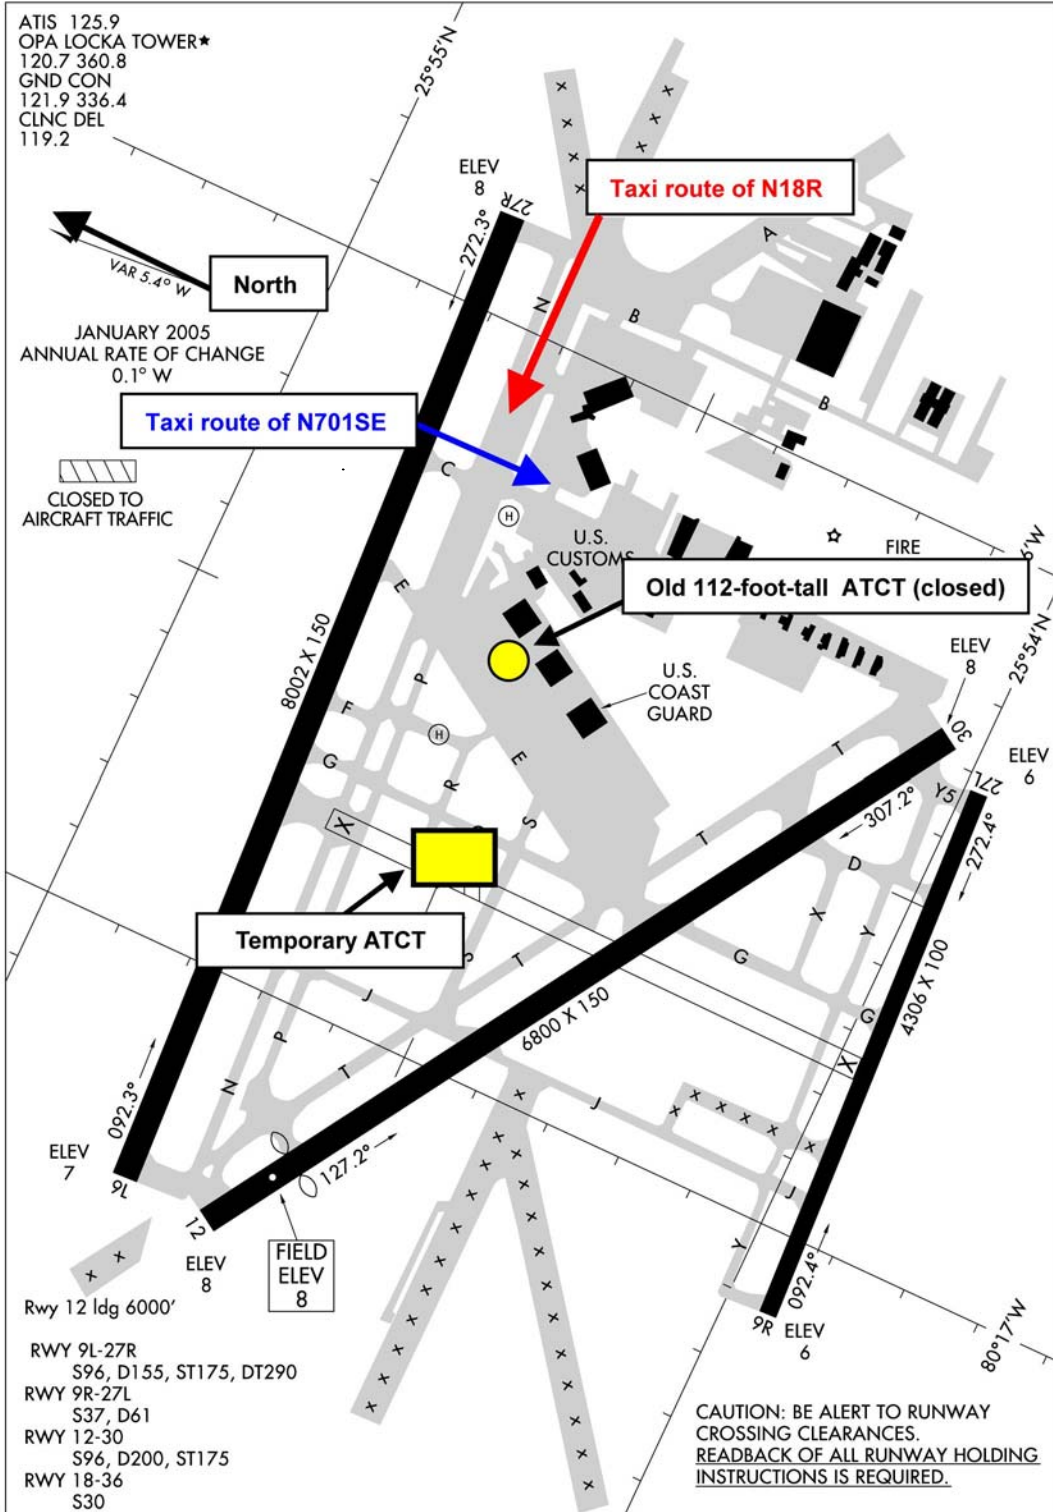 ATIS 125.9
OPA LOCKA TOWER★
120.7 360.8
GND CON
121.9 336.4
CLNC DEL
119.2
25°55'N
ELEV
8
27R
272.3°
Taxi route of N18R
A
VAR 5.4° W
North
N
B
JANUARY 2005
ANNUAL RATE OF CHANGE
0.1° W
B
Taxi route of N701SE
C
CLOSED TO
AIRCRAFT TRAFFIC
H
U.S.
CUSTOMS
FIRE
6'W
Old 112-foot-tall ATCT (closed)
E
8002 X 150
25°54'N
ELEV
8
U.S.
COAST
GUARD
P
F
H
30
T
E
G
ELEV
6
27L
Y5
R
307.2°
272.4°
S
X
T
D
Temporary ATCT
X
Y
S
T
G
J
6800 X 150
G
4306 X 100
P
T
X
N
J
092.3°
127.2°
ELEV
7
9L
J
12
Y
ELEV
8
FIELD
ELEV
8
092.4°
9R
ELEV
6
80°17'W
Rwy 12 ldg 6000'
RWY 9L-27R
S96, D155, ST175, DT290
RWY 9R-27L
S37, D61
RWY 12-30
S96, D200, ST175
RWY 18-36
S30
CAUTION: BE ALERT TO RUNWAY
CROSSING CLEARANCES.
READBACK OF ALL RUNWAY HOLDING
INSTRUCTIONS IS REQUIRED.